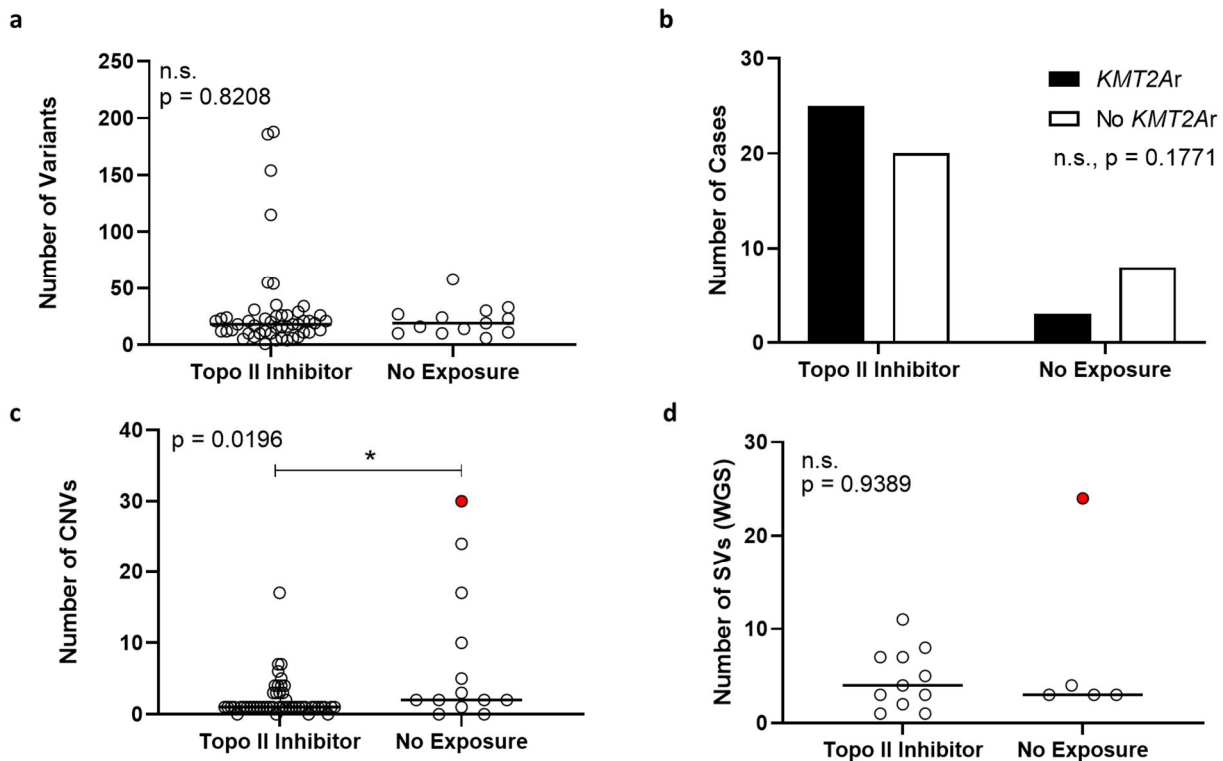 a
250
200
150
100
50
0
Number of Variants
n.s.
p = 0.8208
Topo II Inhibitor
No Exposure
b
30
20
10
0
Number of Cases
KMT2Ar
No KMT2Ar
n.s., p = 0.1771
Topo II Inhibitor
No Exposure
c
40
30
20
10
0
Number of CNVs
p = 0.0196
*
Topo II Inhibitor
No Exposure
d
30
20
10
0
Number of SVs (WGS)
n.s.
p = 0.9389
Topo II Inhibitor
No Exposure